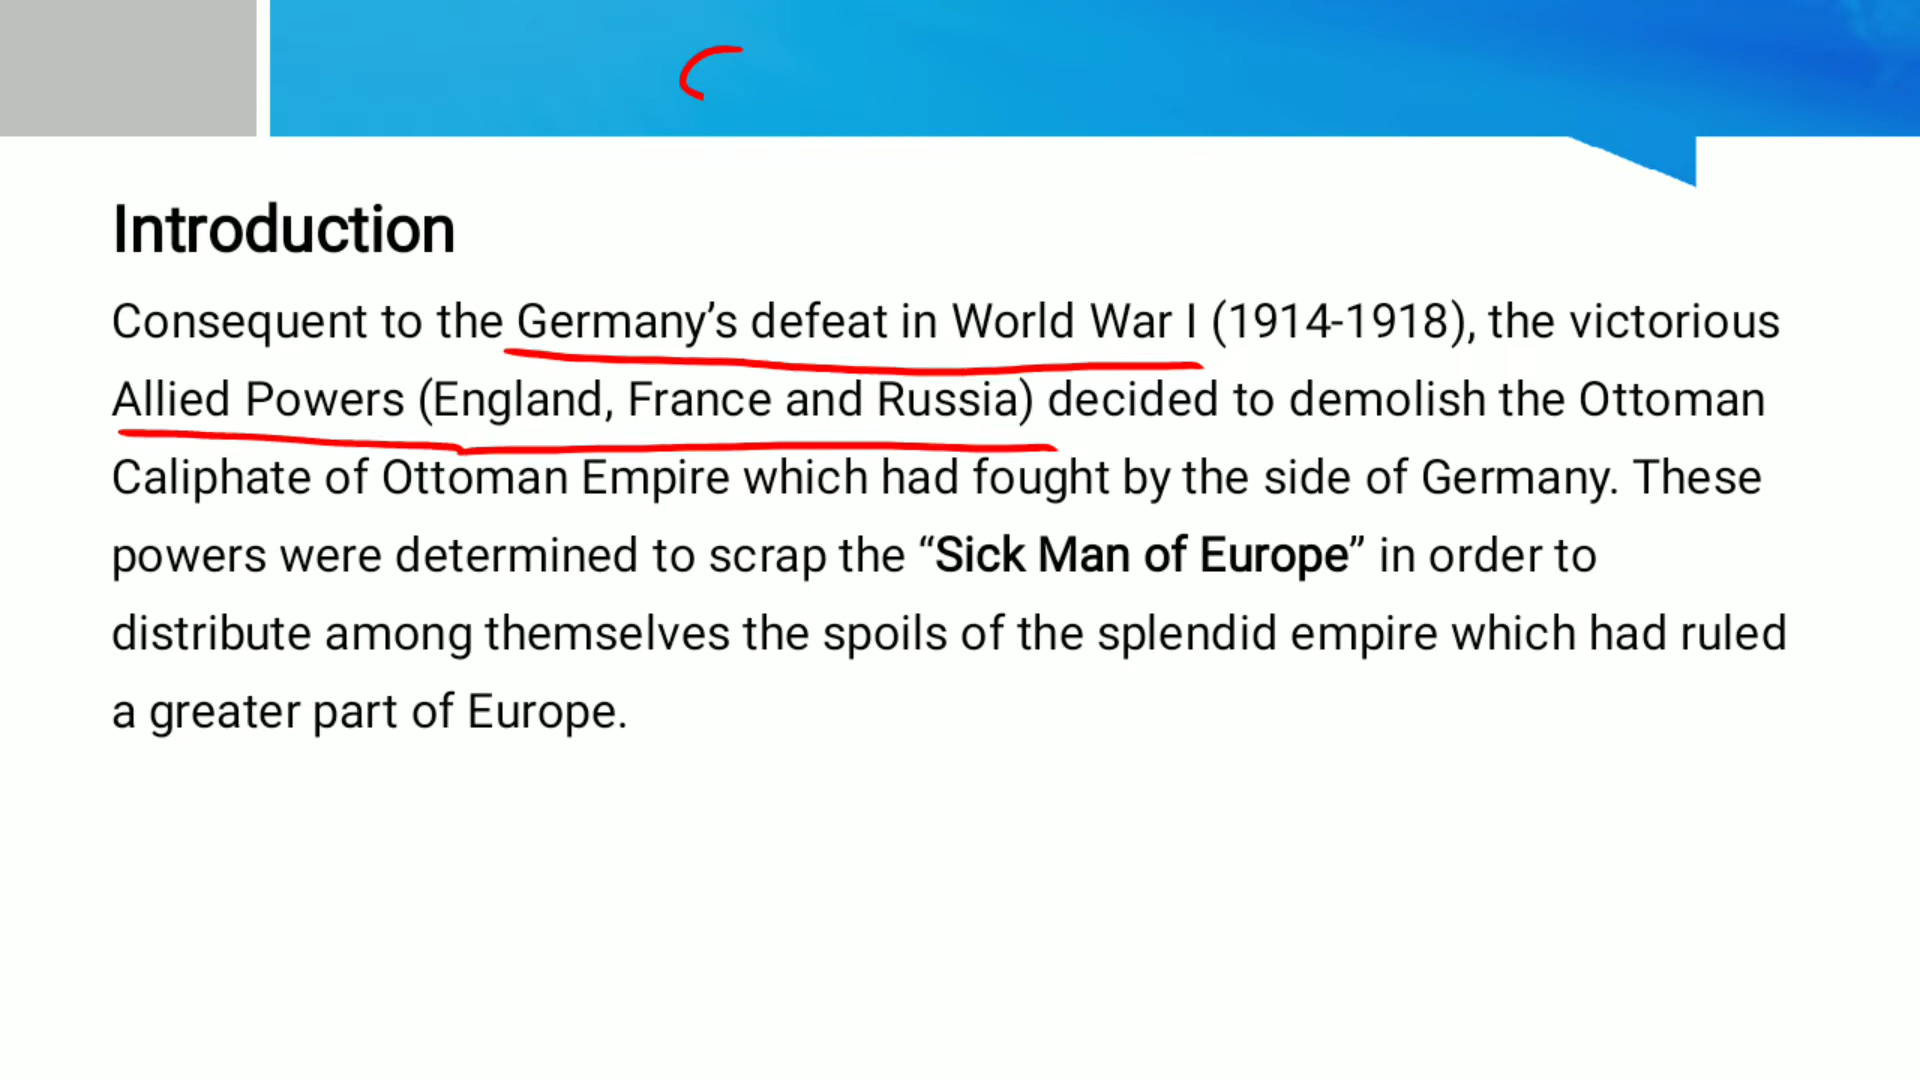 Introduction
Consequent to the Germany’s defeat in World War I (1914-1918), the victorious
Allied Powers (England, France and Russia) decided to demolish the Ottoman
Caliphate of Ottoman Empire which had fought by the side of Germany. These
powers were determined to scrap the “Sick Man of Europe” in order to
distribute among themselves the spoils of the splendid empire which had ruled
a greater part of Europe.